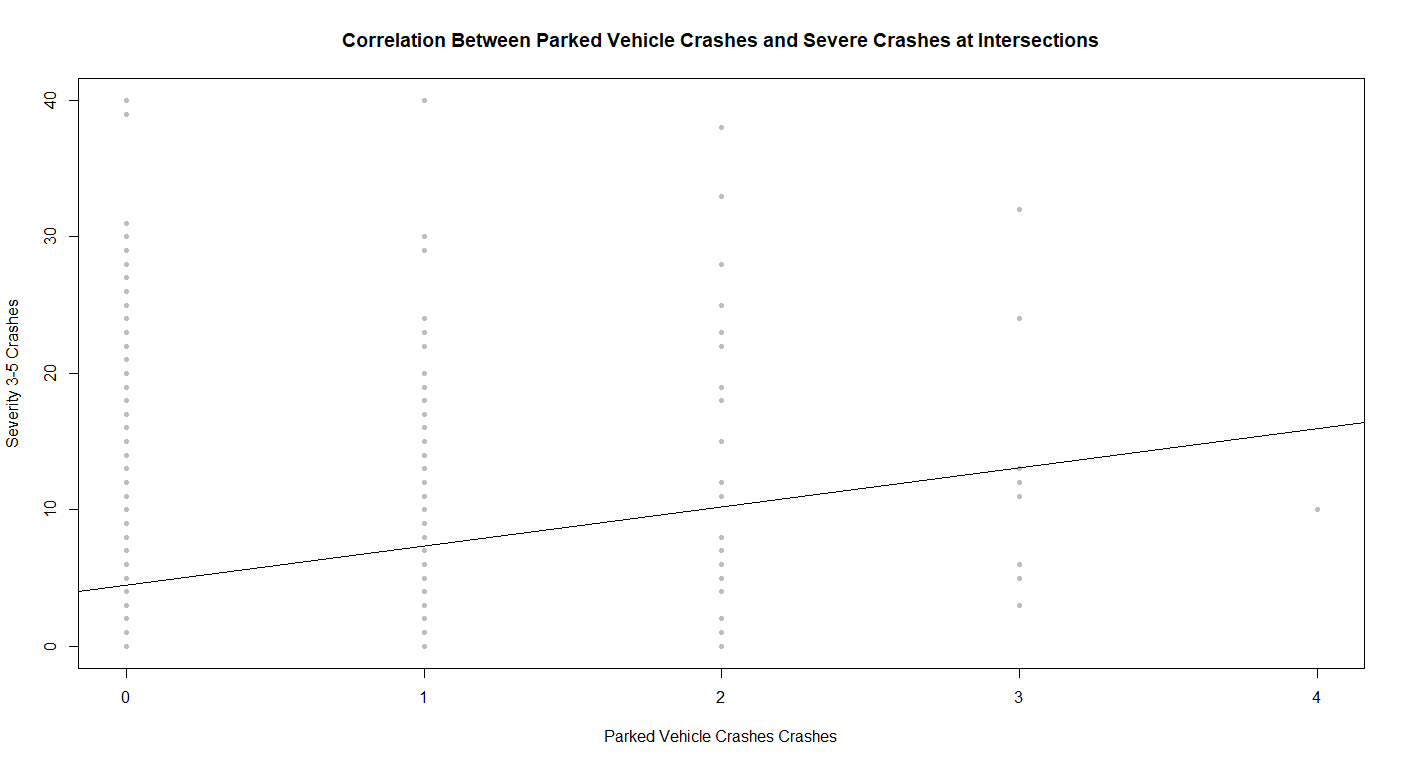 Correlation Between Parked Vehicle Crashes and Severe Crashes at Intersections
40
30
20
10
0
Severity 3-5 Crashes
0 1 2 3 4
Parked Vehicle Crashes Crashes